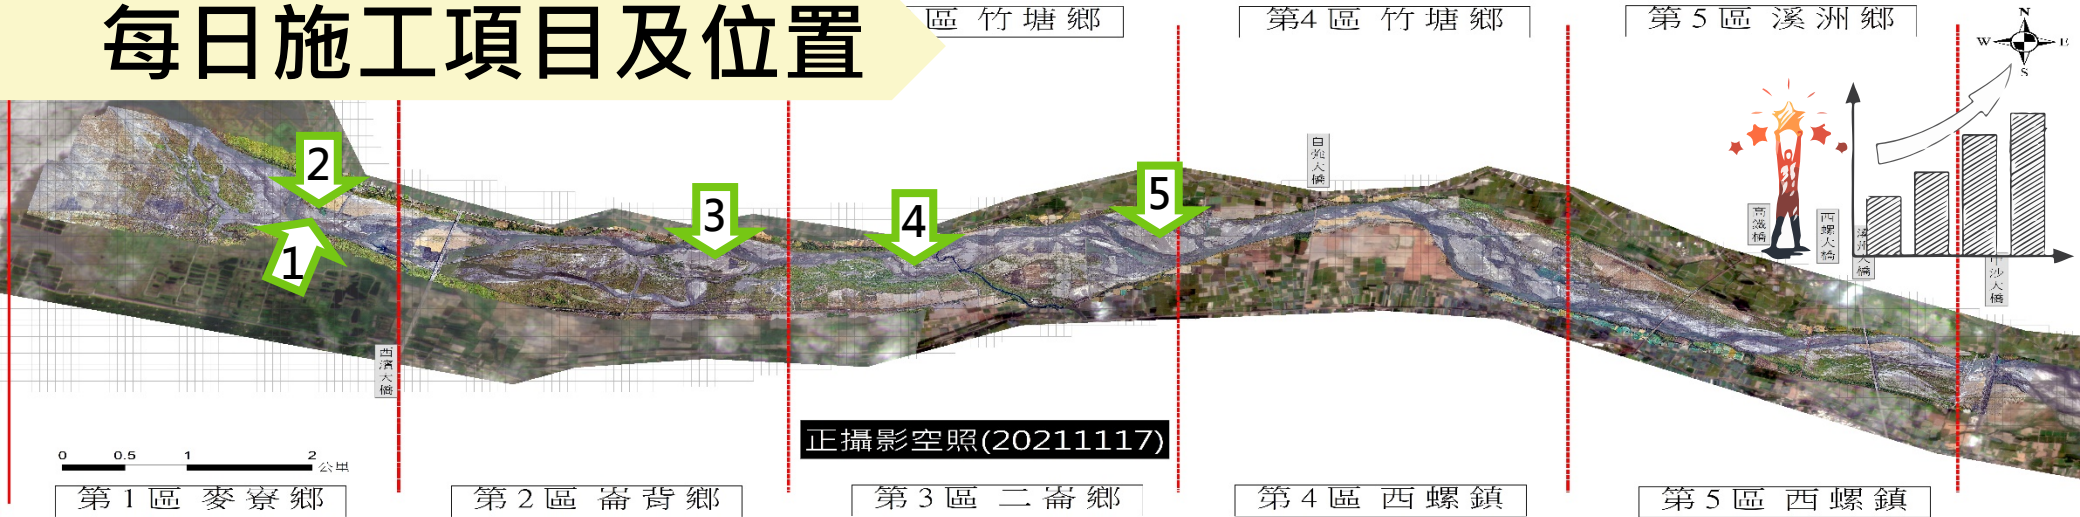 每日施工項目及位置
區 竹塘鄉
第4區 竹塘鄉
第5區 溪洲鄉
N
W
E
S
自強大橋
2
3
4
5
1
高鐵橋
西螺大橋
大橋
中沙大橋
西濱大橋
正攝影空照(20211117)
0 0.5 1 2 公里
第1區 麥寮鄉
第2區 崙背鄉
第3區 二崙鄉
第4區 西螺鎮
第5區 西螺鎮